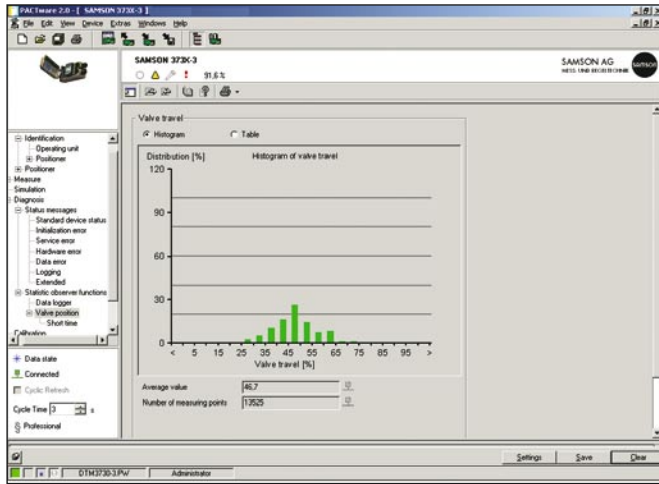 PACTware 2.0 - [ SAMSON 373X-3 ]
File Edit View Device Extras Windows Help
SAMSON 373X-3
91,6 %
SAMSON AG
MESS- UND REGELTECHNIK
samson
Identification
Operating unit
Positioner
Positioner
Measure
Simulation
Diagnosis
Status messages
Standard device status
Initialization error
Service error
Hardware error
Data error
Logging
Extended
Statistic observer functions
Data logger
Valve position
Short time
Calibration
Data state
Connected
Cyclic Refresh
Cycle Time 3 s
Professional
Valve travel
Histogram Table
Distribution [%] Histogram of valve travel
120
90
60
30
0
< 5 15 25 35 45 55 65 75 85 95 >
Valve travel [%]
Average value 46,7
Number of measuring points 13525
Settings Save Clear
DTM3730-3.PW Administrator